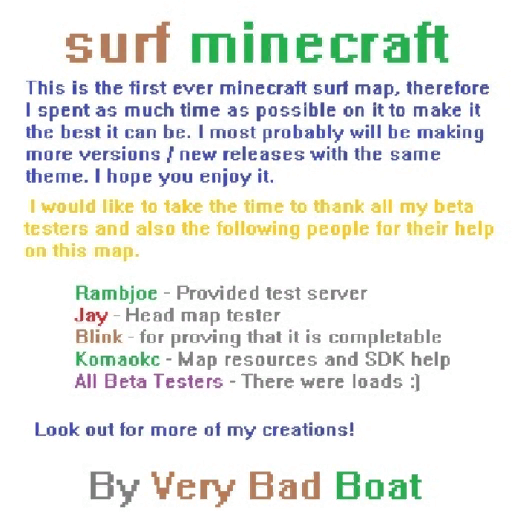 surf minecraft
This is the first ever minecraft surf map, therefore
I spent as much time as possible on it to make it
the best it can be. I most probably will be making
more versions / new releases with the same
theme. I hope you enjoy it.
I would like to take the time to thank all my beta
testers and also the following people for their help
on this map.
Rambjoe - Provided test server
Jay - Head map tester
Blink - for proving that it is completable
Komaokc - Map resources and SDK help
All Beta Testers - There were loads :]
Look out for more of my creations!
By Very Bad Boat